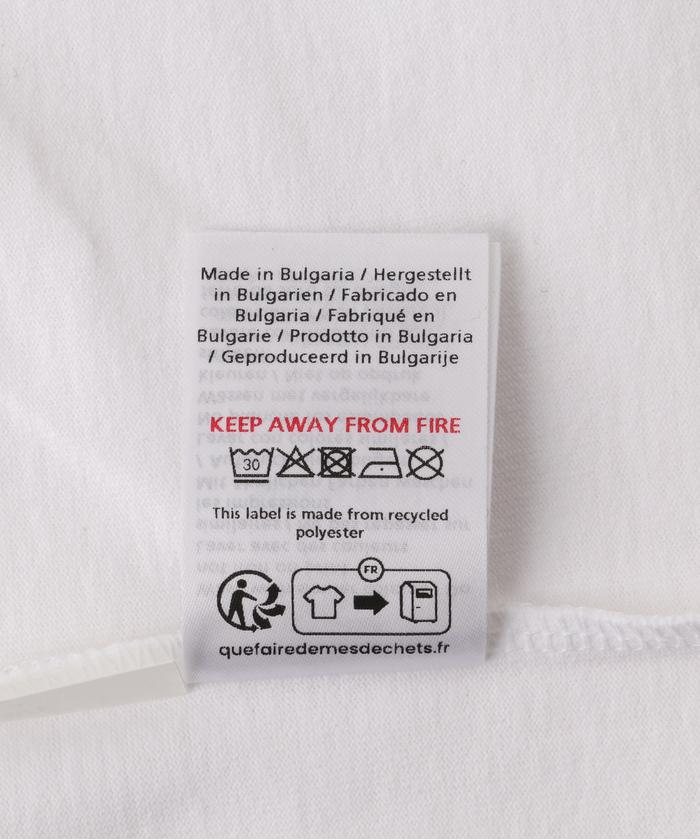 Made in Bulgaria / Hergestellt
in Bulgarien / Fabricado en
Bulgaria / Fabriqué en
Bulgarie / Prodotto in Bulgaria
/ Geproduceerd in Bulgarije
KEEP AWAY FROM FIRE
30
This label is made from recycled
polyester
FR
quefairedemesdechets.fr